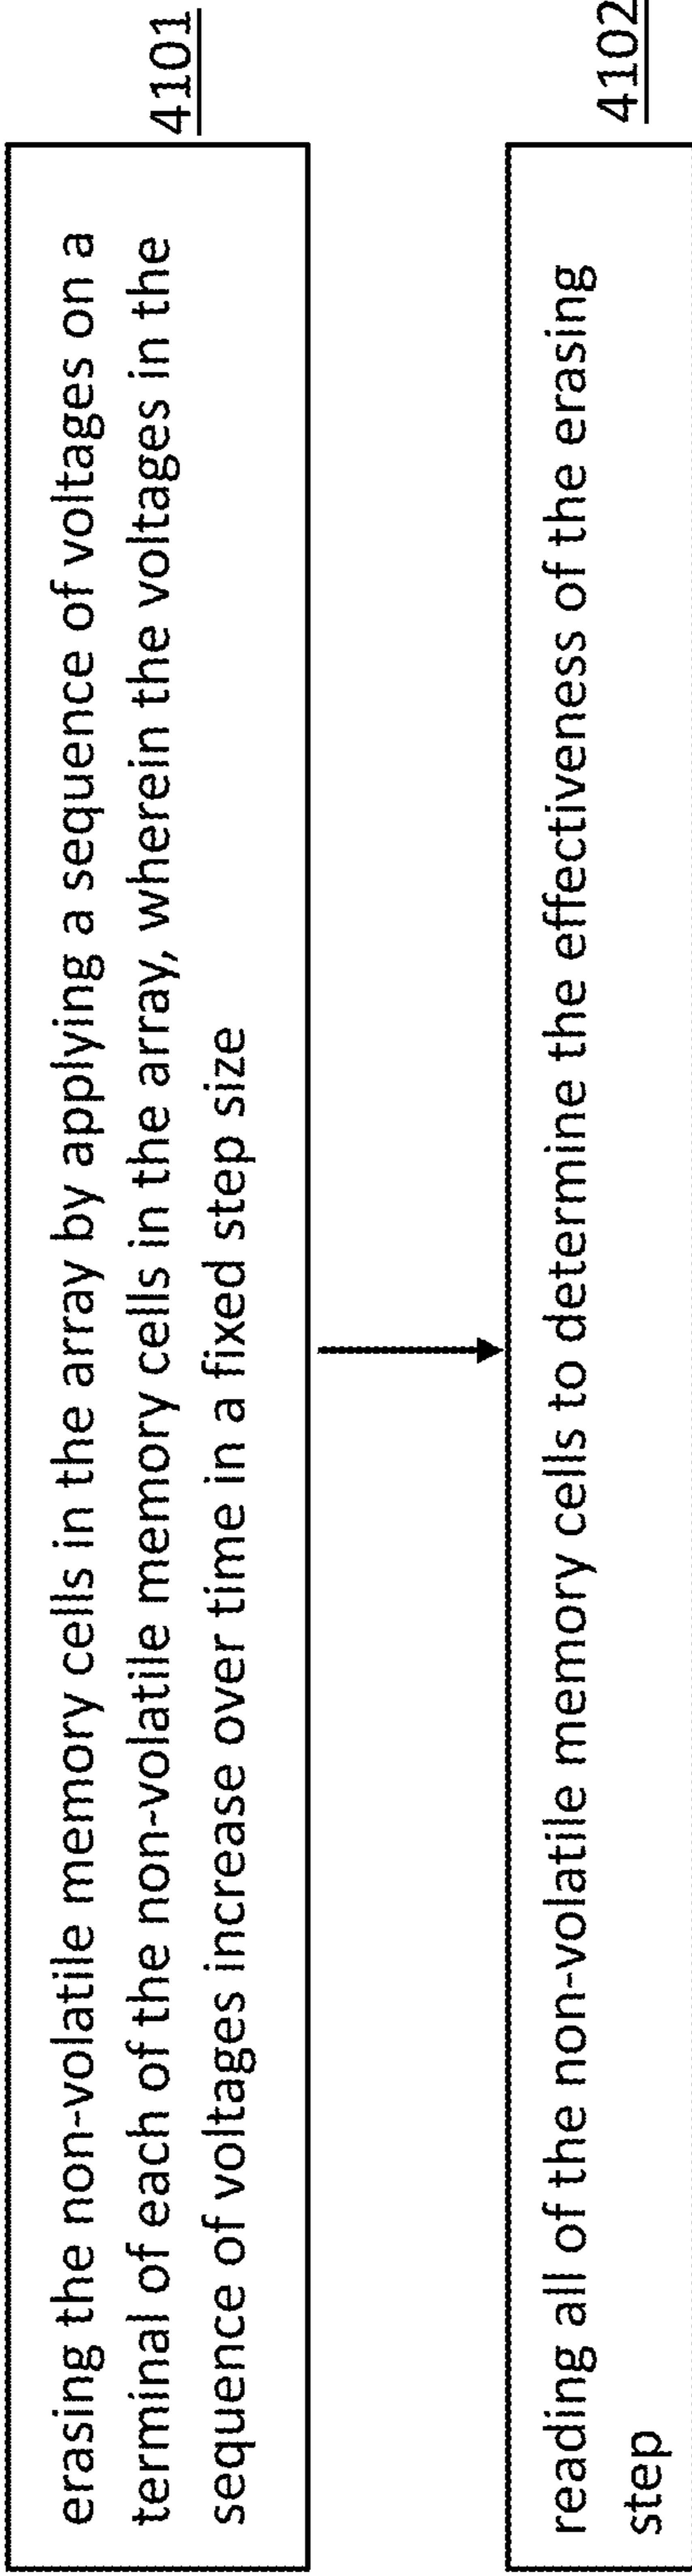 erasing the non-volatile memory cells in the array by applying a sequence of voltages on a
terminal of each of the non-volatile memory cells in the array, wherein the voltages in the
sequence of voltages increase over time in a fixed step size
4101
reading all of the non-volatile memory cells to determine the effectiveness of the erasing
step
4102